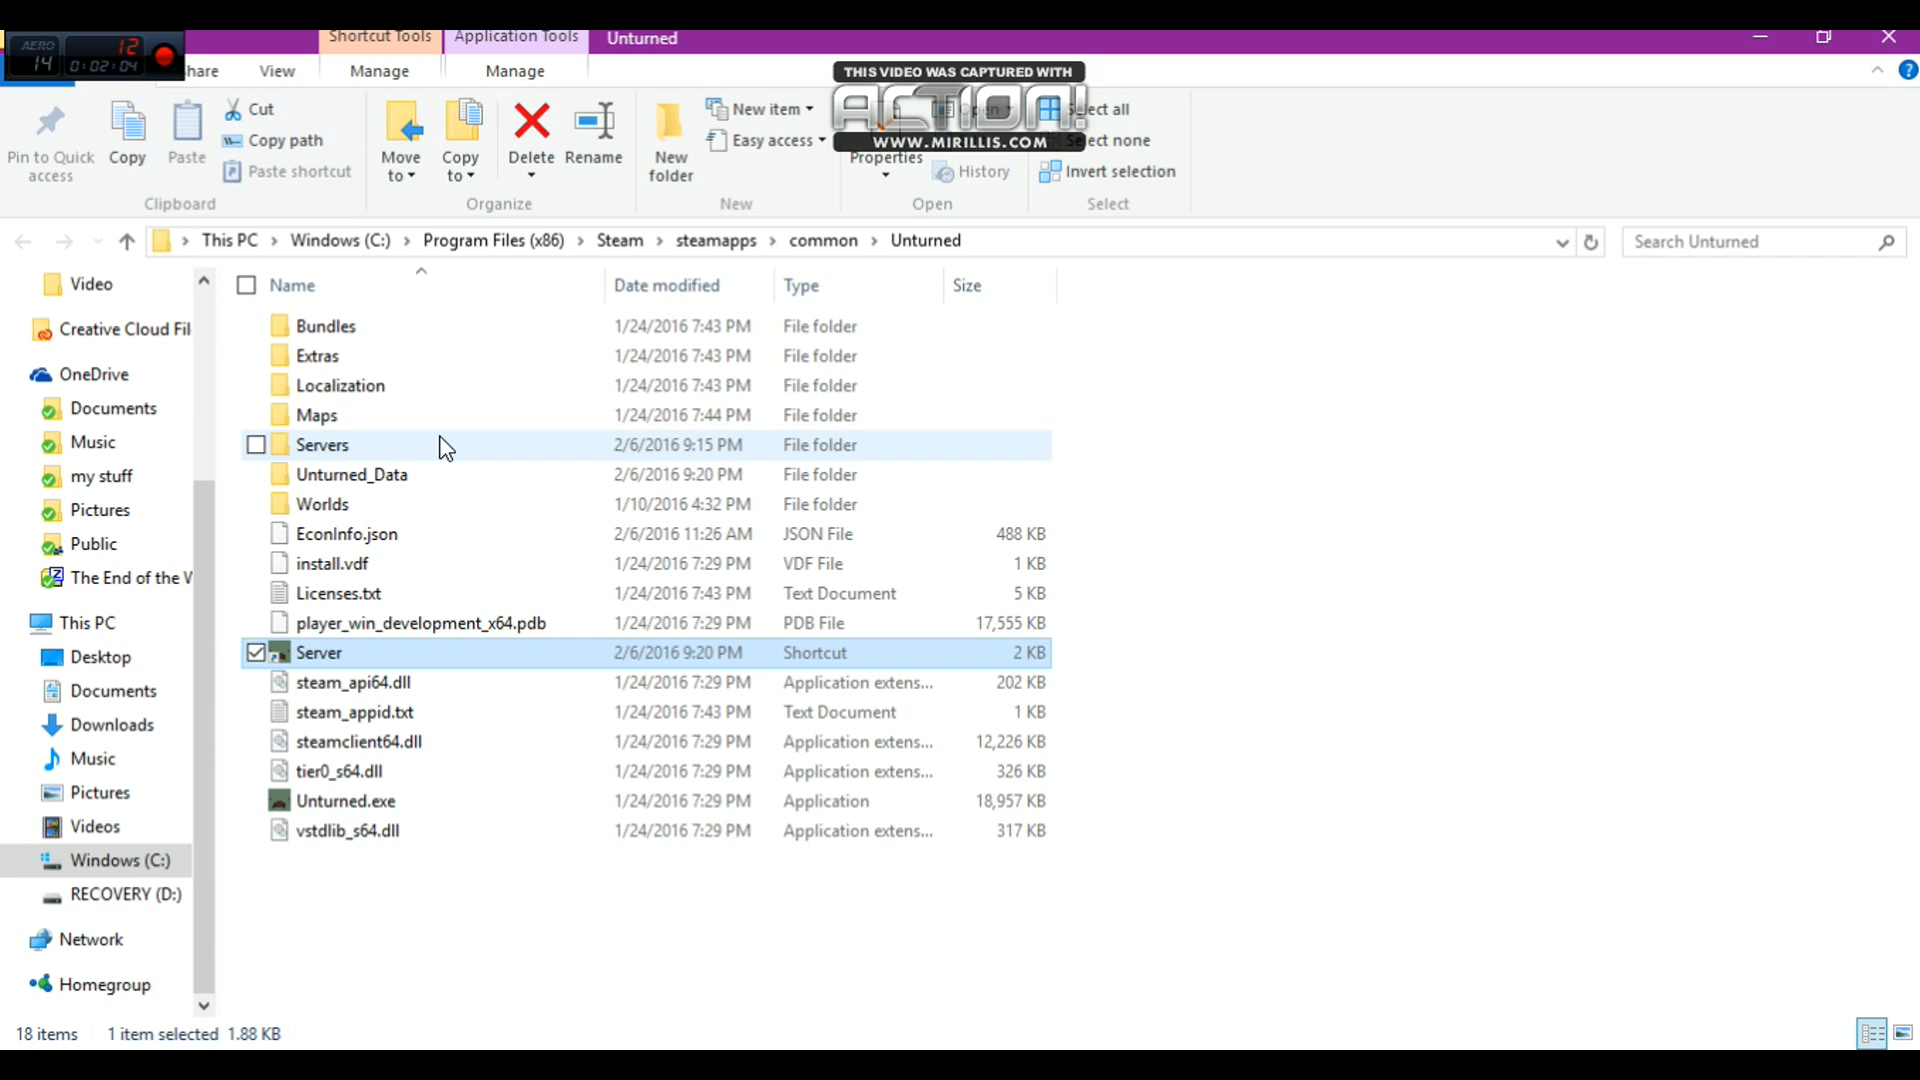 Shortcut Tools
Application Tools
Unturned
AERO
14
12
0:02:04
hare
View
Manage
Manage
THIS VIDEO WAS CAPTURED WITH
ACTION!
WWW.MIRILLIS.COM
Pin to Quick access
Copy
Paste
Cut
Copy path
Paste shortcut
Move to
Copy to
Delete
Rename
New folder
New item
Easy access
Properties
Open
History
Select all
Select none
Invert selection
Clipboard
Organize
New
Open
Select
This PC > Windows (C:) > Program Files (x86) > Steam > steamapps > common > Unturned
Search Unturned
Video
Creative Cloud Fil
OneDrive
Documents
Music
my stuff
Pictures
Public
The End of the W
This PC
Desktop
Documents
Downloads
Music
Pictures
Videos
Windows (C:)
RECOVERY (D:)
Network
Homegroup
Name Date modified Type Size
Bundles 1/24/2016 7:43 PM File folder
Extras 1/24/2016 7:43 PM File folder
Localization 1/24/2016 7:43 PM File folder
Maps 1/24/2016 7:44 PM File folder
Servers 2/6/2016 9:15 PM File folder
Unturned_Data 2/6/2016 9:20 PM File folder
Worlds 1/10/2016 4:32 PM File folder
EconInfo.json 2/6/2016 11:26 AM JSON File 488 KB
install.vdf 1/24/2016 7:29 PM VDF File 1 KB
Licenses.txt 1/24/2016 7:43 PM Text Document 5 KB
player_win_development_x64.pdb 1/24/2016 7:29 PM PDB File 17,555 KB
Server 2/6/2016 9:20 PM Shortcut 2 KB
steam_api64.dll 1/24/2016 7:29 PM Application extens... 202 KB
steam_appid.txt 1/24/2016 7:43 PM Text Document 1 KB
steamclient64.dll 1/24/2016 7:29 PM Application extens... 12,226 KB
tier0_s64.dll 1/24/2016 7:29 PM Application extens... 326 KB
Unturned.exe 1/24/2016 7:29 PM Application 18,957 KB
vstdlib_s64.dll 1/24/2016 7:29 PM Application extens... 317 KB
18 items 1 item selected 1.88 KB